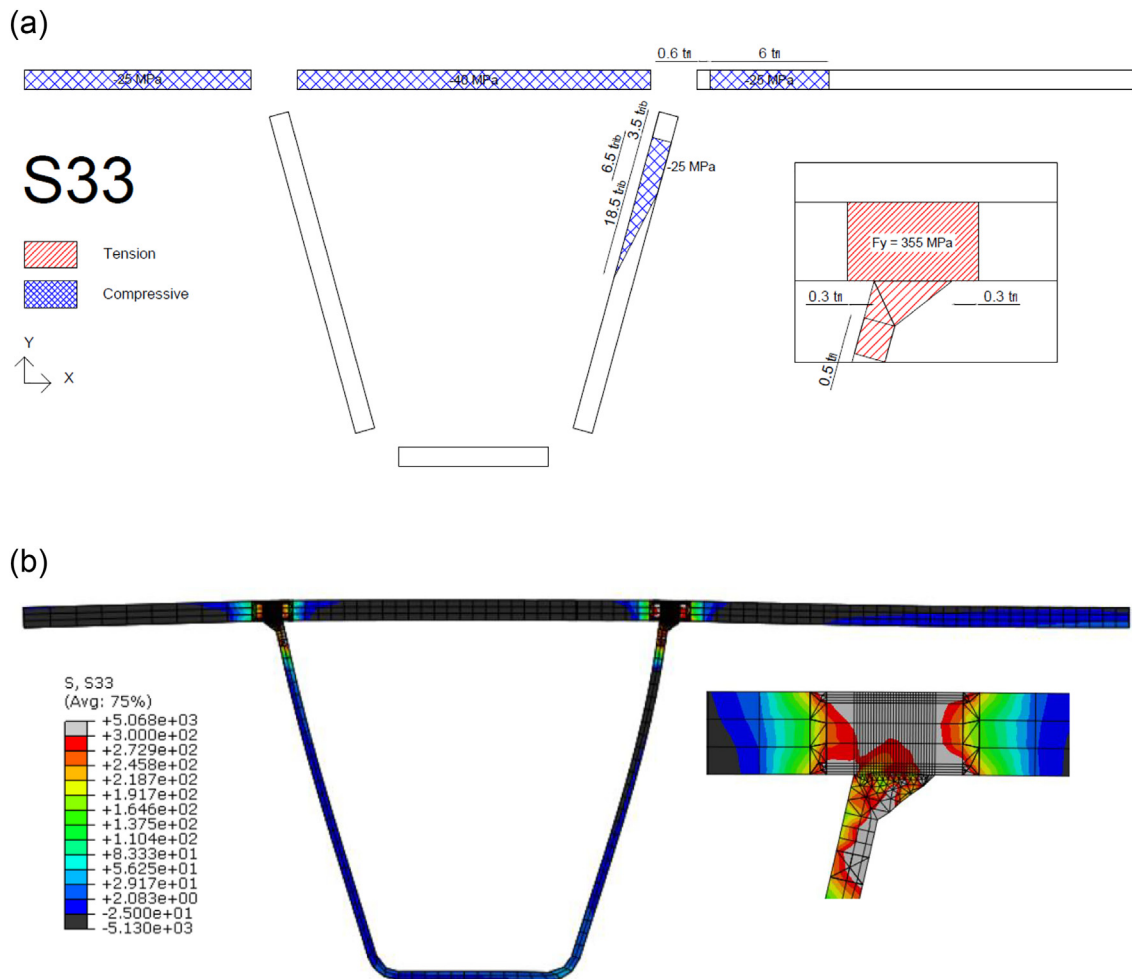 (a)
0.6 tfl
6 tfl
-25 MPa
-40 MPa
-25 MPa
3.5 trib
6.5 trib
18.5 trib
-25 MPa
S33
Tension
Compressive
Y
X
Fy = 355 MPa
0.3 tfl
0.3 tfl
0.5 tfl
(b)
S, S33
(Avg: 75%)
+5.068e+03
+3.000e+02
+2.729e+02
+2.458e+02
+2.187e+02
+1.917e+02
+1.646e+02
+1.375e+02
+1.104e+02
+8.333e+01
+5.625e+01
+2.917e+01
+2.083e+00
-2.500e+01
-5.130e+03